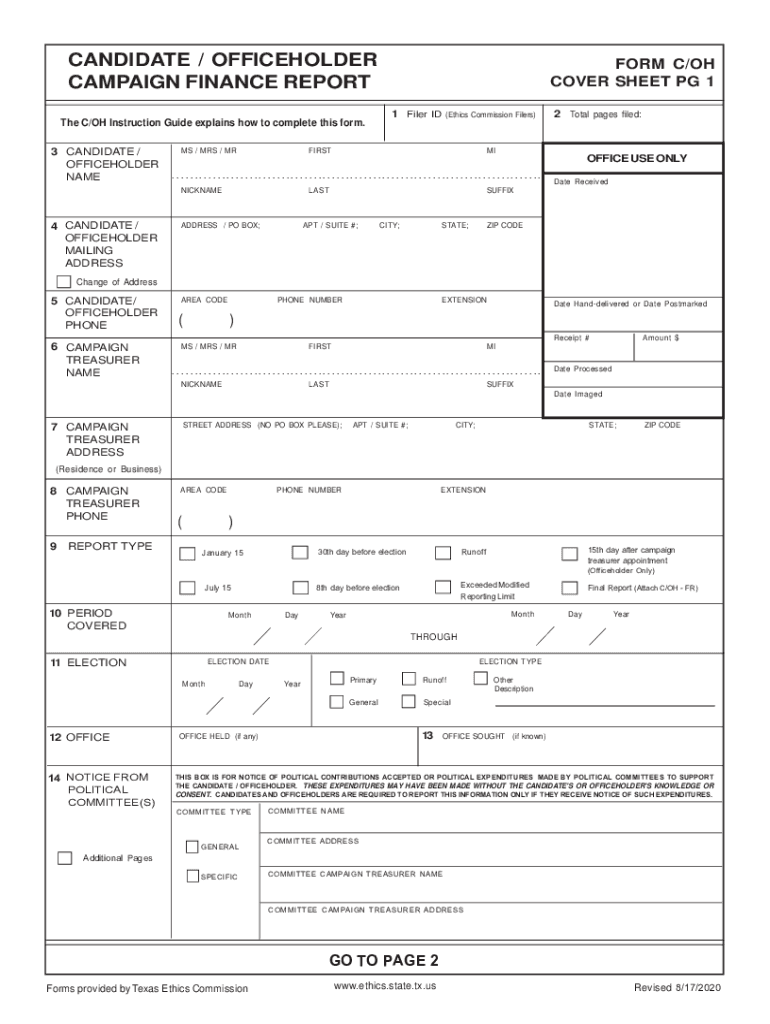 CANDIDATE / OFFICEHOLDER
CAMPAIGN FINANCE REPORT
FORM C/OH
COVER SHEET PG 1
The C/OH Instruction Guide explains how to complete this form.
1 Filer ID (Ethics Commission Filers)
2 Total pages filed:
3 CANDIDATE /
OFFICEHOLDER
NAME
MS / MRS / MR FIRST MI
NICKNAME LAST SUFFIX
OFFICE USE ONLY
Date Received
4 CANDIDATE /
OFFICEHOLDER
MAILING
ADDRESS
Change of Address
ADDRESS / PO BOX; APT / SUITE #; CITY; STATE; ZIP CODE
5 CANDIDATE/
OFFICEHOLDER
PHONE
AREA CODE PHONE NUMBER EXTENSION
( )
Date Hand-delivered or Date Postmarked
Receipt # Amount $
Date Processed
Date Imaged
6 CAMPAIGN
TREASURER
NAME
MS / MRS / MR FIRST MI
NICKNAME LAST SUFFIX
7 CAMPAIGN
TREASURER
ADDRESS
(Residence or Business)
STREET ADDRESS (NO PO BOX PLEASE); APT / SUITE #; CITY; STATE; ZIP CODE
8 CAMPAIGN
TREASURER
PHONE
AREA CODE PHONE NUMBER EXTENSION
( )
9 REPORT TYPE
January 15
30th day before election
Runoff
15th day after campaign
treasurer appointment
(Officeholder Only)
July 15
8th day before election
Exceeded Modified
Reporting Limit
Final Report (Attach C/OH - FR)
10 PERIOD
COVERED
Month Day Year
THROUGH
Month Day Year
11 ELECTION
ELECTION DATE
Month Day Year
ELECTION TYPE
Primary Runoff Other
Description
General Special
12 OFFICE
OFFICE HELD (if any)
13 OFFICE SOUGHT (if known)
14 NOTICE FROM
POLITICAL
COMMITTEE(S)
Additional Pages
THIS BOX IS FOR NOTICE OF POLITICAL CONTRIBUTIONS ACCEPTED OR POLITICAL EXPENDITURES MADE BY POLITICAL COMMITTEES TO SUPPORT
THE CANDIDATE / OFFICEHOLDER. THESE EXPENDITURES MAY HAVE BEEN MADE WITHOUT THE CANDIDATE'S OR OFFICEHOLDER'S KNOWLEDGE OR
CONSENT. CANDIDATES AND OFFICEHOLDERS ARE REQUIRED TO REPORT THIS INFORMATION ONLY IF THEY RECEIVE NOTICE OF SUCH EXPENDITURES.
COMMITTEE TYPE
GENERAL
SPECIFIC
COMMITTEE NAME
COMMITTEE ADDRESS
COMMITTEE CAMPAIGN TREASURER NAME
COMMITTEE CAMPAIGN TREASURER ADDRESS
GO TO PAGE 2
Forms provided by Texas Ethics Commission www.ethics.state.tx.us Revised 8/17/2020